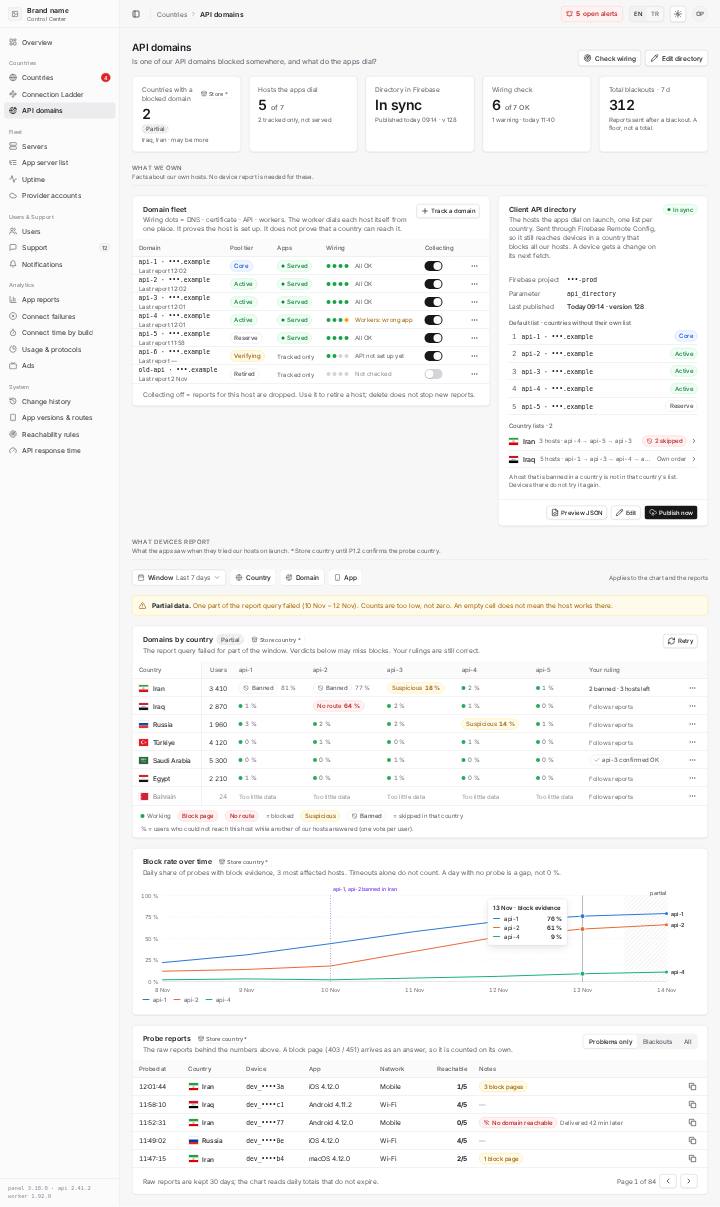 Brand name
Control Center
Overview
Countries
Countries 4
Connection Ladder
API domains
Fleet
Servers
App server list
Uptime
Provider accounts
Users & Support
Users
Support 12
Notifications
Analytics
App reports
Connect failures
Connect time by build
Usage & protocols
Ads
System
Change history
App versions & routes
Reachability rules
API response time
panel 3.18.0 · api 2.41.2
worker 1.92.0
Countries › API domains
5 open alerts
EN TR
OP
API domains
Is one of our API domains blocked somewhere, and what do the apps dial?
Check wiring
Edit directory
Countries with a blocked domain
Store *
2
Partial
Iraq, Iran · may be more
Hosts the apps dial
5 of 7
2 tracked only, not served
Directory in Firebase
In sync
Published today 09:14 · v 128
Wiring check
6 of 7 OK
1 warning · today 11:40
Total blackouts · 7 d
312
Reports sent after a blackout. A floor, not a total.
WHAT WE OWN
Facts about our own hosts. No device report is needed for these.
Domain fleet
Wiring dots = DNS · certificate · API · workers. The worker dials each host itself from
one place. It proves the host is set up. It does not prove that a country can reach it.
Track a domain
Domain Pool tier Apps Wiring Collecting
api-1 · •••.example Core Served All OK
Last report 12:02
api-2 · •••.example Active Served All OK
Last report 12:02
api-3 · •••.example Active Served All OK
Last report 12:01
api-4 · •••.example Active Served Workers: wrong app
Last report 12:01
api-5 · •••.example Reserve Served All OK
Last report 11:58
api-6 · •••.example Verifying Tracked only API not set up yet
Last report —
old-api · •••.example Retired Tracked only Not checked
Last report 2 Nov
Collecting off = reports for this host are dropped. Use it to retire a host; delete does not stop new reports.
Client API directory
In sync
The hosts the apps dial on launch, one list per
country. Sent through Firebase Remote Config,
so it still reaches devices in a country that
blocks all our hosts. A device gets a change on
its next fetch.
Firebase project •••-prod
Parameter api_directory
Last published Today 09:14 · version 128
Default list · countries without their own list
1 api-1 · •••.example Core
2 api-2 · •••.example Active
3 api-3 · •••.example Active
4 api-4 · •••.example Active
5 api-5 · •••.example Reserve
Country lists · 2
Iran 3 hosts · api-4 → api-5 → api-3 2 skipped
Iraq 5 hosts · api-1 → api-3 → api-4 → a... Own order
A host that is banned in a country is not in that country's list.
Devices there do not try it again.
Preview JSON
Edit
Publish now
WHAT DEVICES REPORT
What the apps saw when they tried our hosts on launch. * Store country until P1.2 confirms the probe country.
Window Last 7 days
Country
Domain
App
Applies to the chart and the reports
Partial data. One part of the report query failed (10 Nov – 12 Nov). Counts are too low, not zero. An empty cell does not mean the host works there.
Domains by country Partial Store country *
The report query failed for part of the window. Verdicts below may miss blocks. Your rulings are still correct.
Retry
Country Users api-1 api-2 api-3 api-4 api-5 Your ruling
Iran 3 410 Banned · 81 % Banned · 77 % Suspicious 18 % 2 % 1 % 2 banned · 3 hosts left
Iraq 2 870 1 % No route 64 % 2 % 1 % 0 % Follows reports
Russia 1 960 3 % 2 % 2 % Suspicious 14 % 1 % Follows reports
Türkiye 4 120 0 % 1 % 0 % 1 % 0 % Follows reports
Saudi Arabia 5 300 0 % 0 % 1 % 0 % 0 % api-3 confirmed OK
Egypt 2 210 1 % 0 % 1 % 0 % 1 % Follows reports
Bahrain 24 Too little data Too little data Too little data Too little data Too little data Follows reports
Working Block page No route = blocked Suspicious Banned = skipped in that country
% = users who could not reach this host while another of our hosts answered (one vote per user).
Block rate over time Store country *
Daily share of probes with block evidence, 3 most affected hosts. Timeouts alone do not count. A day with no probe is a gap, not 0 %.
api-1, api-2 banned in Iran
partial
100 %
75 %
50 %
25 %
0 %
13 Nov · block evidence
api-1 76 %
api-2 61 %
api-4 9 %
api-1
api-2
api-4
8 Nov 9 Nov 10 Nov 11 Nov 12 Nov 13 Nov 14 Nov
api-1 api-2 api-4
Probe reports Store country *
The raw reports behind the numbers above. A block page (403 / 451) arrives as an answer, so it is counted on its own.
Problems only Blackouts All
Probed at Country Device App Network Reachable Notes
12:01:44 Iran dev_••••3a iOS 4.12.0 Mobile 1/5 3 block pages
11:58:10 Iraq dev_••••c1 Android 4.11.2 Wi-Fi 4/5 —
11:52:31 Iran dev_••••77 Android 4.12.0 Mobile 0/5 No domain reachable Delivered 42 min later
11:49:02 Russia dev_••••0e iOS 4.12.0 Wi-Fi 4/5 —
11:47:15 Iran dev_••••b4 macOS 4.12.0 Wi-Fi 2/5 1 block page
Raw reports are kept 30 days; the chart reads daily totals that do not expire.
Page 1 of 84